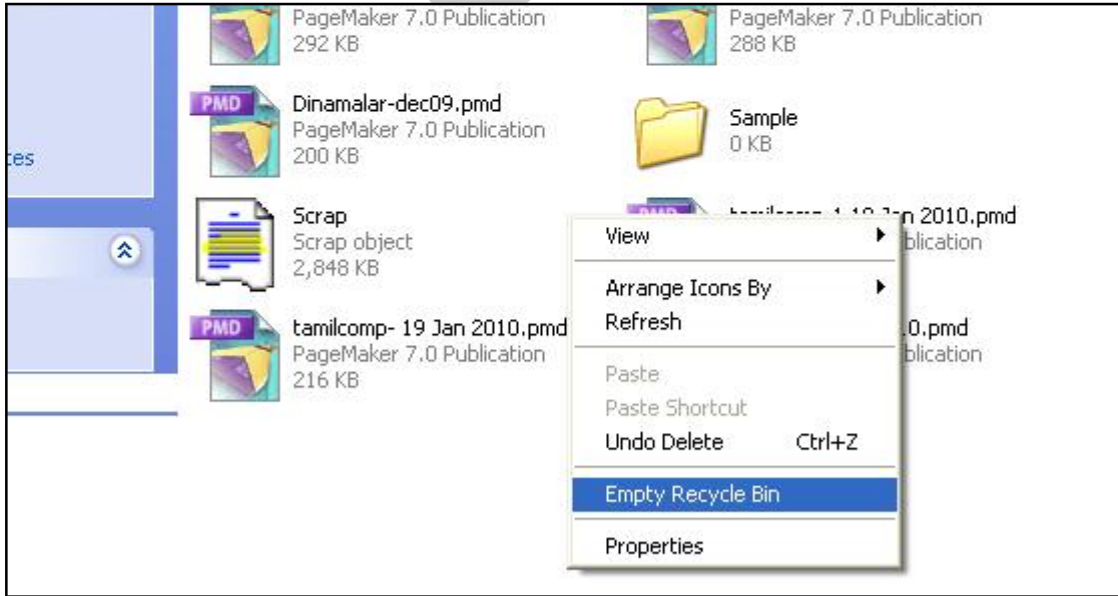 PageMaker 7.0 Publication
292 KB
PageMaker 7.0 Publication
288 KB
PMD
Dinamalar-dec09.pmd
PageMaker 7.0 Publication
200 KB
Sample
0 KB
Scrap
Scrap object
2,848 KB
Jan 2010.pmd
PMD
tamilcomp- 19 Jan 2010.pmd
PageMaker 7.0 Publication
216 KB
View
Arrange Icons By
Refresh
Paste
Paste Shortcut
Undo Delete Ctrl+Z
Empty Recycle Bin
Properties